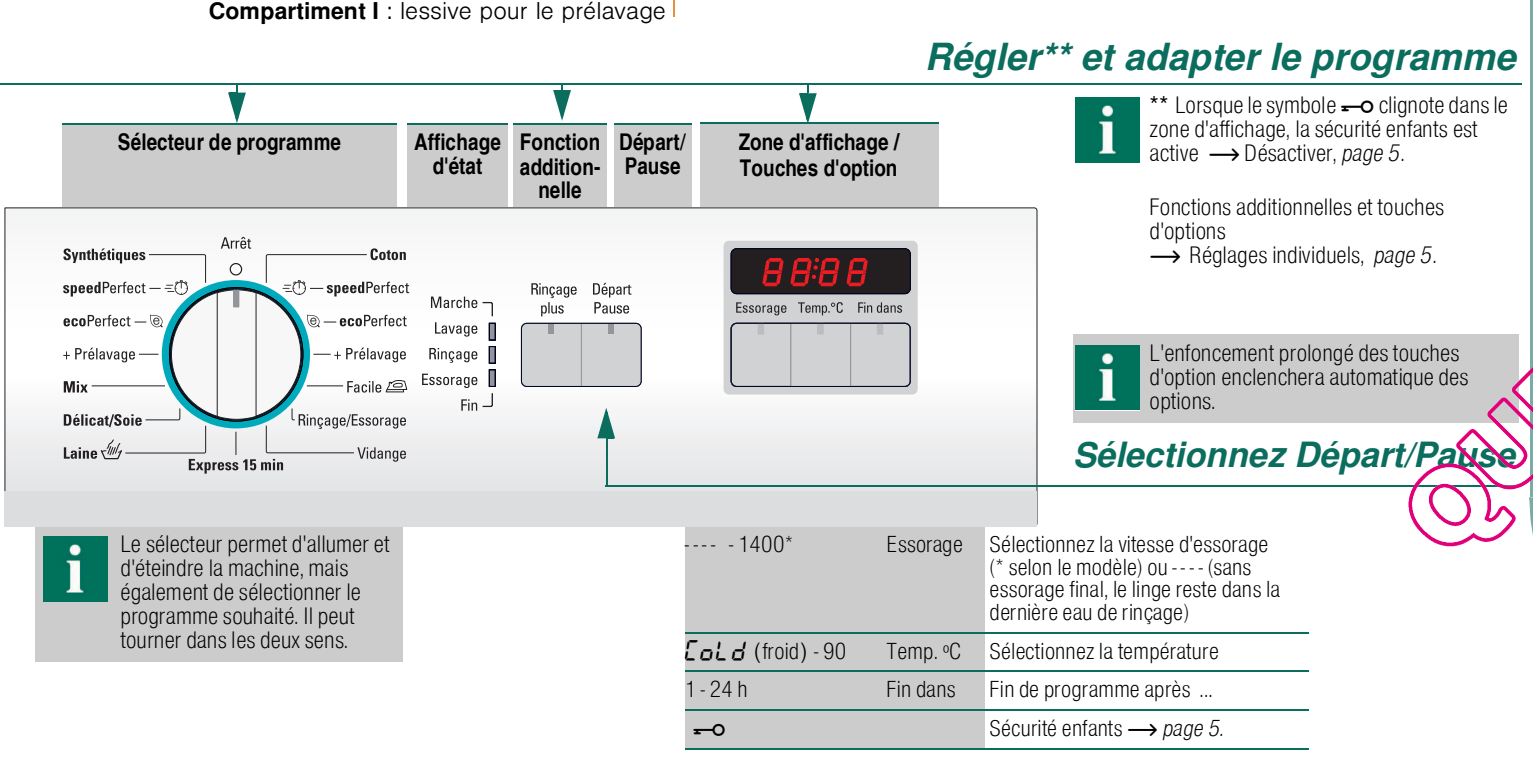 Compartiment I : lessive pour le prélavage
Régler** et adapter le programme
Sélecteur de programme
Affichage
d'état
Fonction
addition-
nelle
Départ/
Pause
Zone d'affichage /
Touches d'option
** Lorsque le symbole clignote dans le
zone d'affichage, la sécurité enfants est
active → Désactiver, page 5.
Fonctions additionnelles et touches
d'options
→ Réglages individuels, page 5.
L'enfoncement prolongé des touches
d'option enclenchera automatique des
options.
Arrêt
Synthétiques
speedPerfect
ecoPerfect
+ Prélavage
Mix
Délicat/Soie
Laine
Express 15 min
Coton
speedPerfect
ecoPerfect
+ Prélavage
Facile
Rinçage/Essorage
Vidange
Marche
Lavage
Rinçage
Essorage
Fin
Rinçage
plus
Départ
Pause
88:88
Essorage Temp.°C Fin dans
Sélectionnez Départ/Pause
Le sélecteur permet d'allumer et
d'éteindre la machine, mais
également de sélectionner le
programme souhaité. Il peut
tourner dans les deux sens.
---- - 1400* Essorage Sélectionnez la vitesse d'essorage
(* selon le modèle) ou ---- (sans
essorage final, le linge reste dans la
dernière eau de rinçage)
CoLd (froid) - 90 Temp. ºC Sélectionnez la température
1 - 24 h Fin dans Fin de programme après ...
Sécurité enfants → page 5.